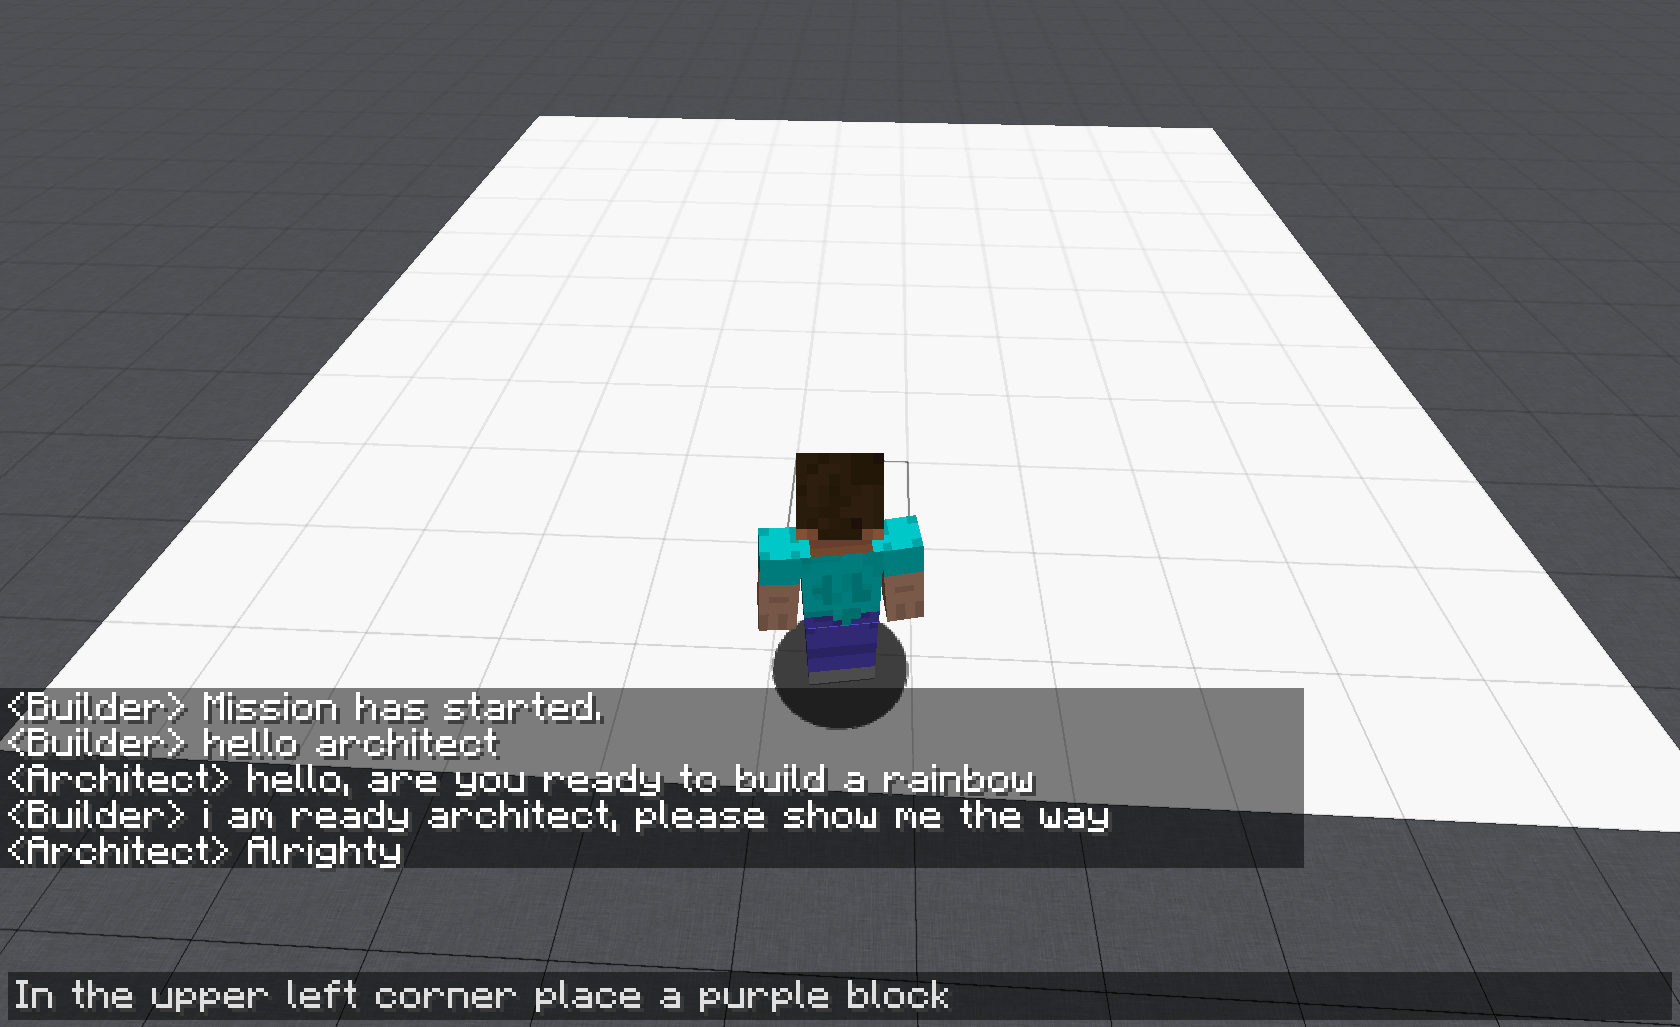 <Builder> Mission has started.
<Builder> hello architect
<Architect> hello, are you ready to build a rainbow
<Builder> i am ready architect, please show me the way
<Architect> Alrighty
In the upper left corner place a purple block